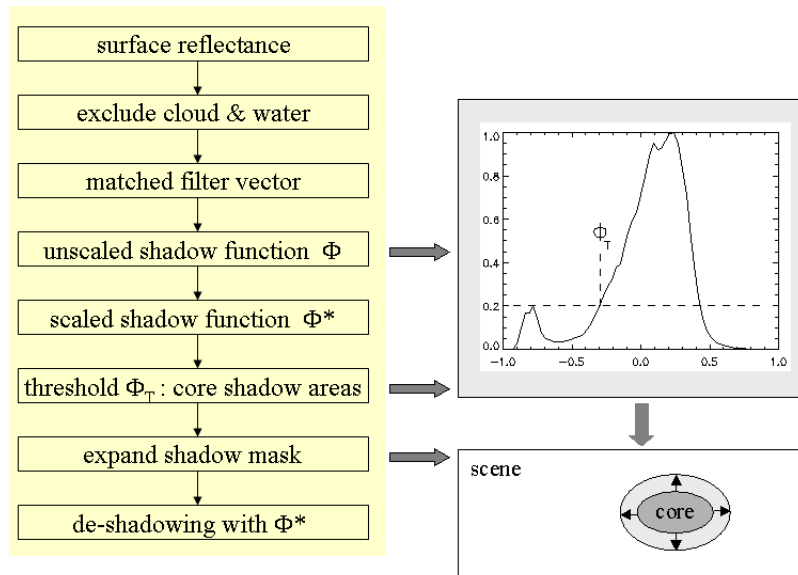 surface reflectance
exclude cloud & water
matched filter vector
unscaled shadow function Φ
scaled shadow function Φ*
threshold Φ_T : core shadow areas
expand shadow mask
de-shadowing with Φ*
1.0
0.8
0.6
0.4
0.2
0.0
Φ_T
-1.0 -0.5 0.0 0.5 1.0
scene
core